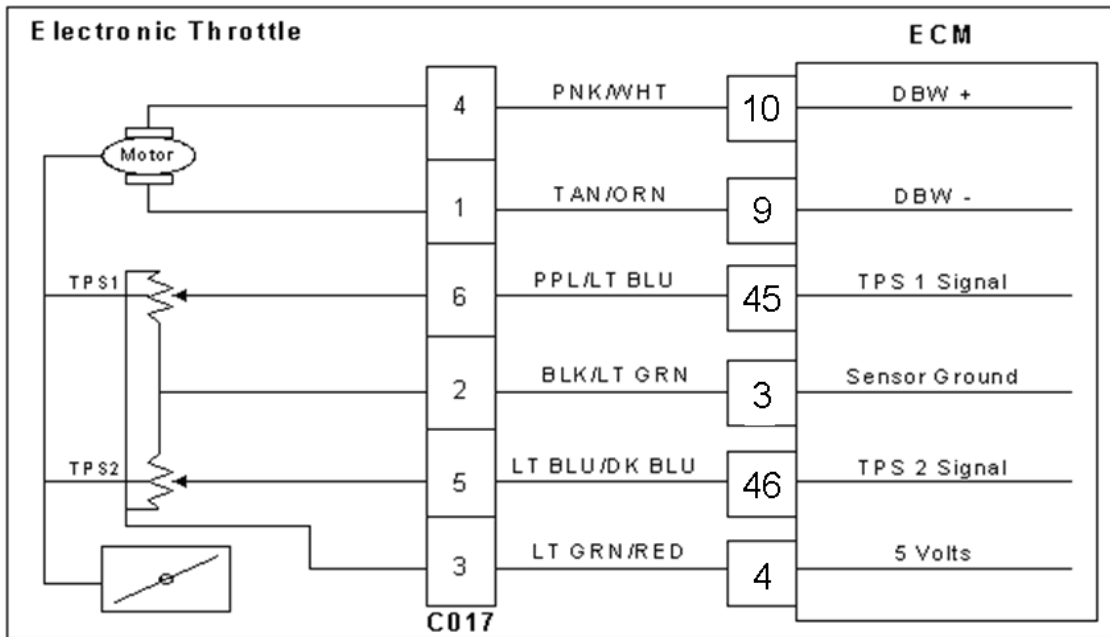 Electronic Throttle
ECM
4
PNK/WHT
10
DBW +
Motor
1
TAN/ORN
9
DBW -
TPS1
6
PPL/LT BLU
45
TPS 1 Signal
2
BLK/LT GRN
3
Sensor Ground
TPS2
5
LT BLU/DK BLU
46
TPS 2 Signal
3
LT GRN/RED
4
5 Volts
C017